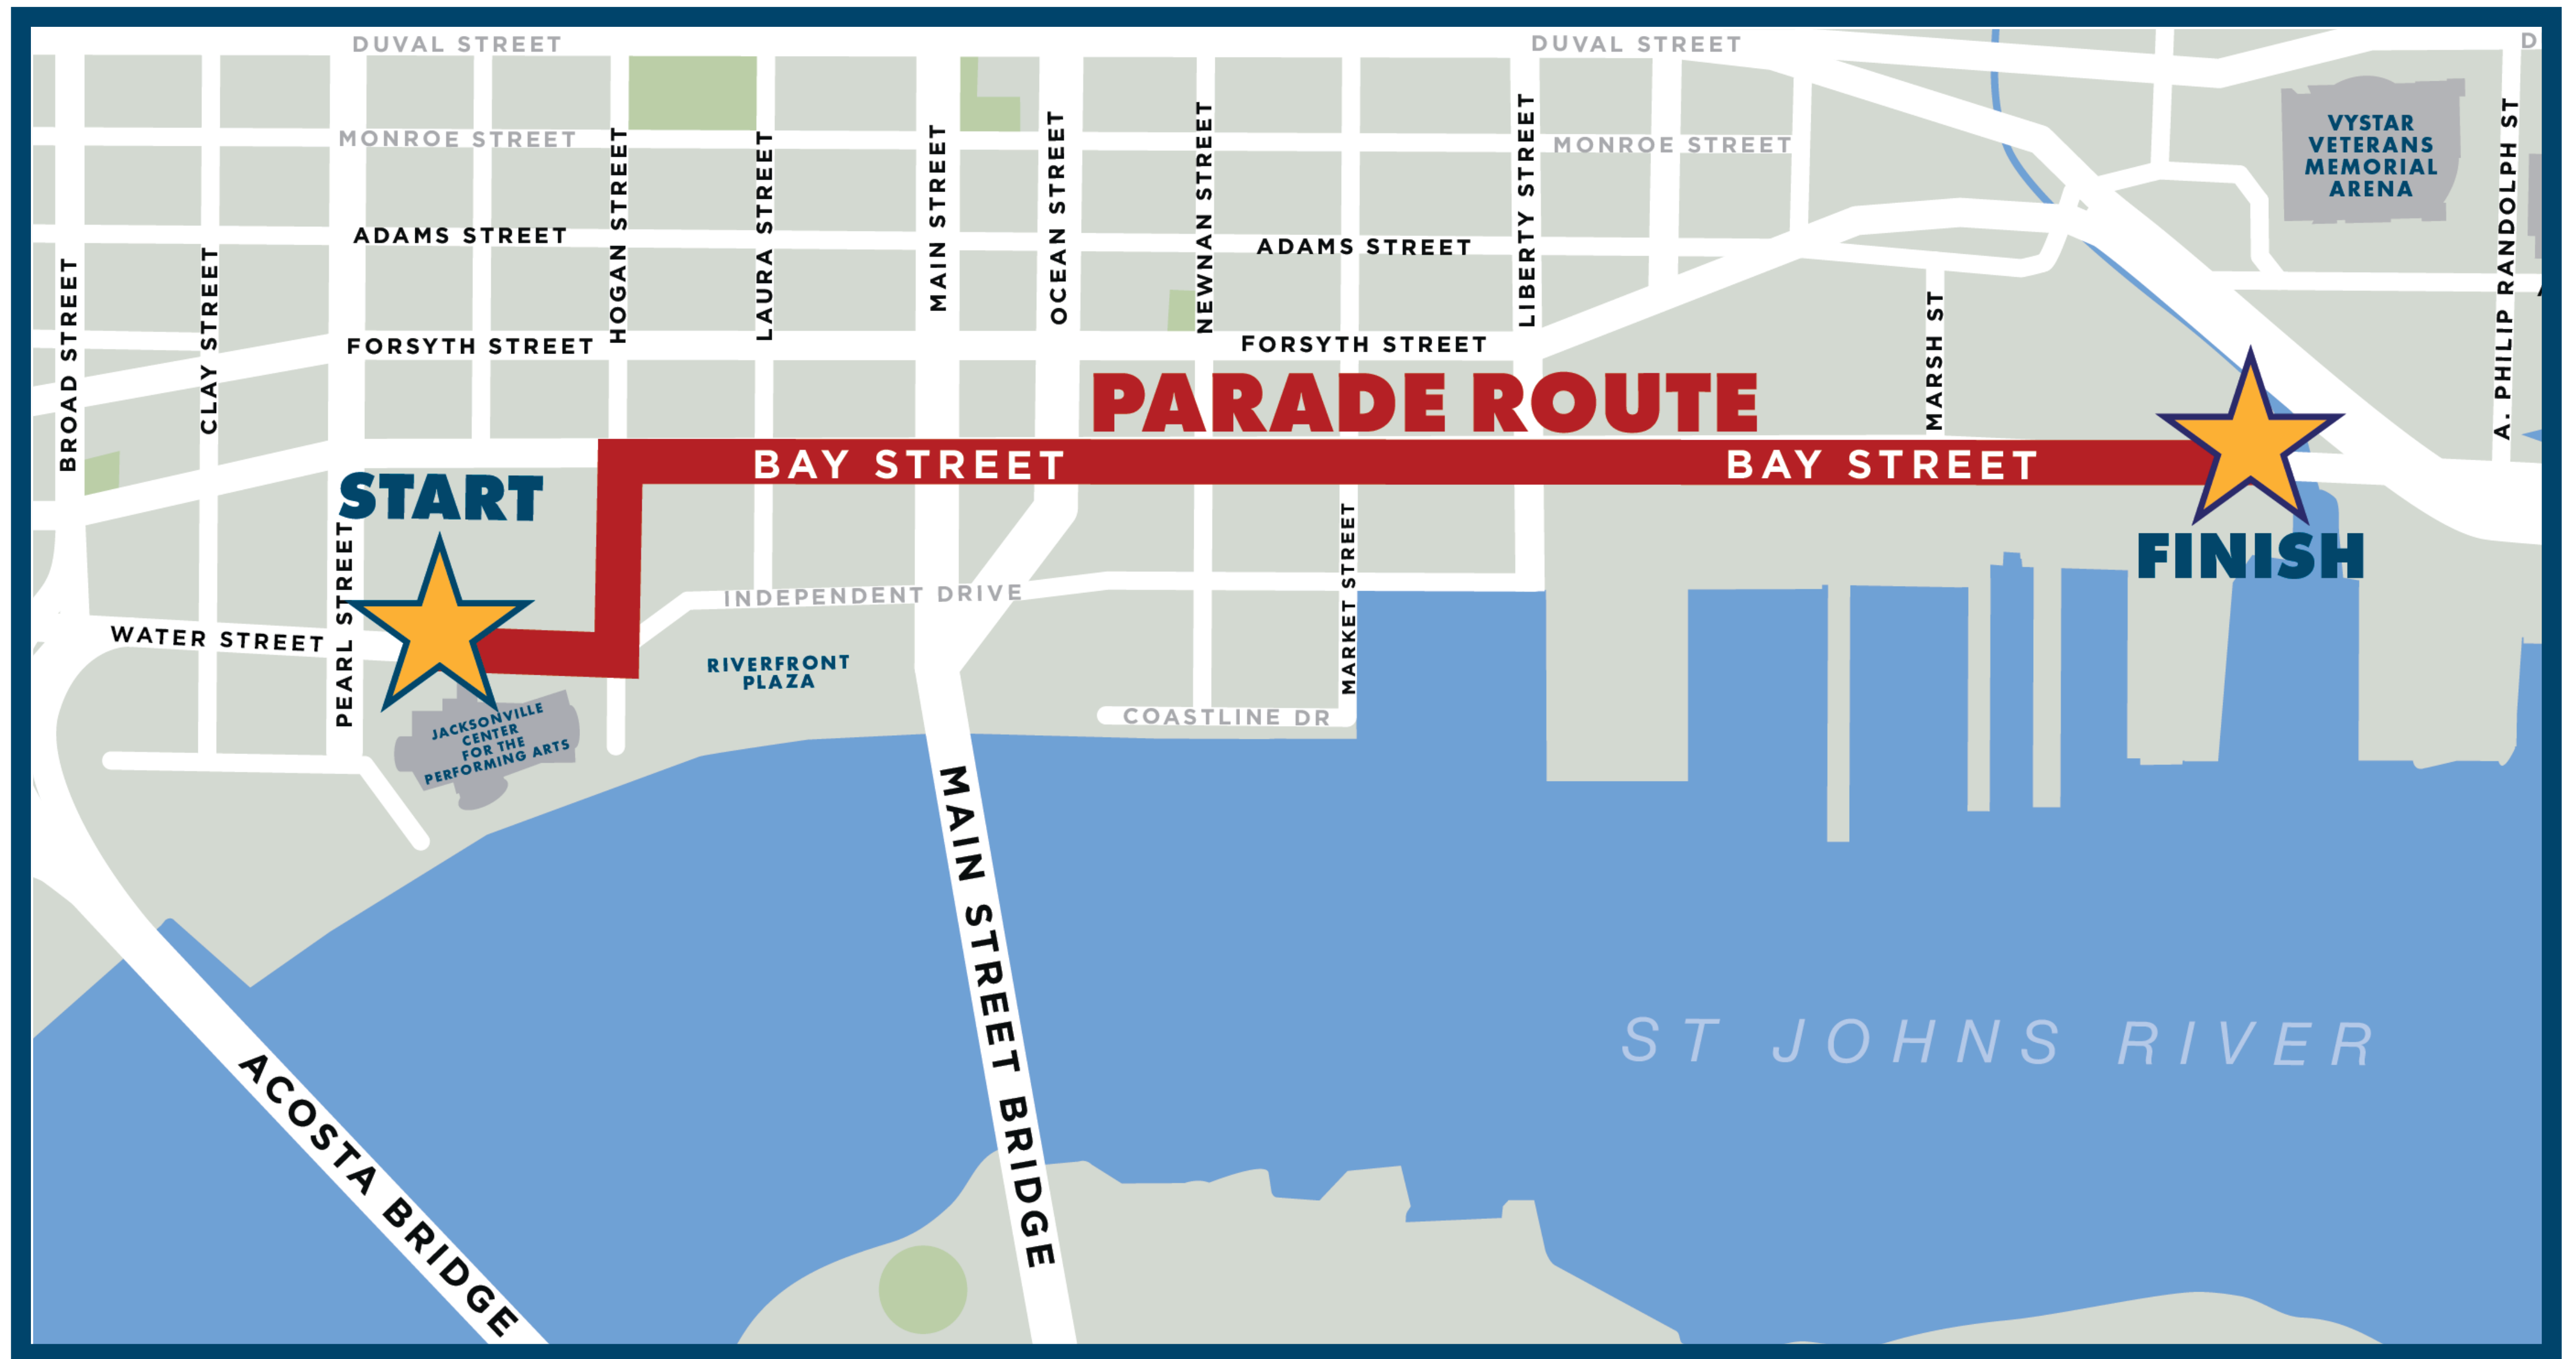 DUVAL STREET
DUVAL STREET
D
MONROE STREET
MONROE STREET
VYSTAR
VETERANS
MEMORIAL
ARENA
ADAMS STREET
ADAMS STREET
BROAD STREET
CLAY STREET
HOGAN STREET
LAURA STREET
MAIN STREET
OCEAN STREET
NEWNAN STREET
LIBERTY STREET
MARSH ST
A. PHILIP RANDOLPH ST
FORSYTH STREET
FORSYTH STREET
PARADE ROUTE
BAY STREET
BAY STREET
START
FINISH
PEARL STREET
MARKET STREET
WATER STREET
INDEPENDENT DRIVE
RIVERFRONT
PLAZA
COASTLINE DR
JACKSONVILLE
CENTER
FOR THE
PERFORMING ARTS
MAIN STREET BRIDGE
ST JOHNS RIVER
ACOSTA BRIDGE